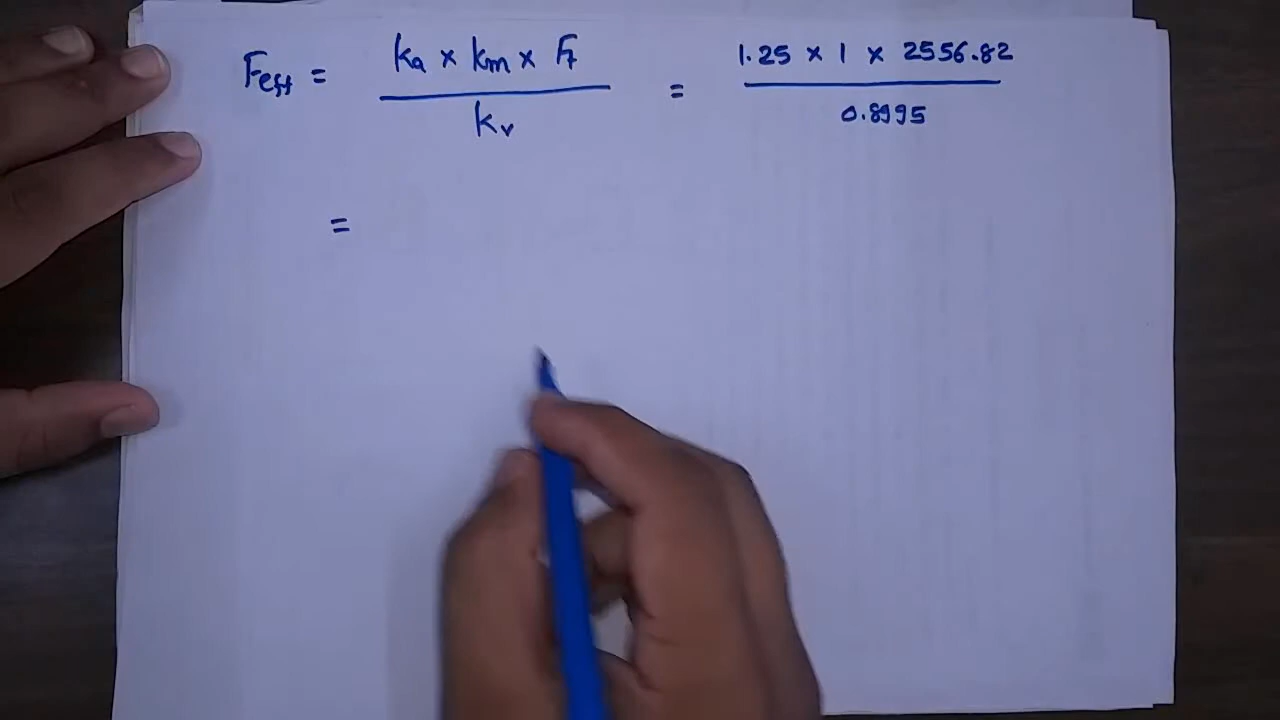 Feff = ka × km × Ft / kv = 1.25 × 1 × 2556.82 / 0.8995
=